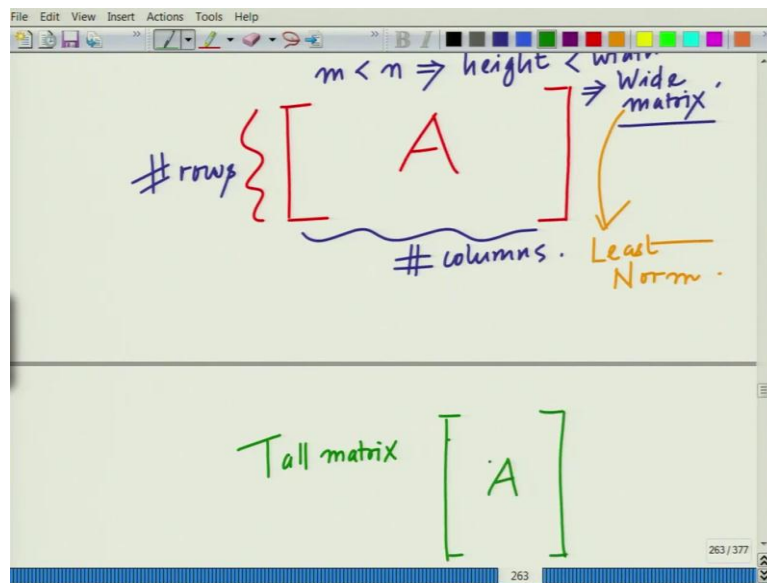 File Edit View Insert Actions Tools Help
B I
m < n ⇒ height < width
⇒ Wide matrix.
# rows
A
# columns.
Least Norm.
Tall matrix
A
263 / 377
263